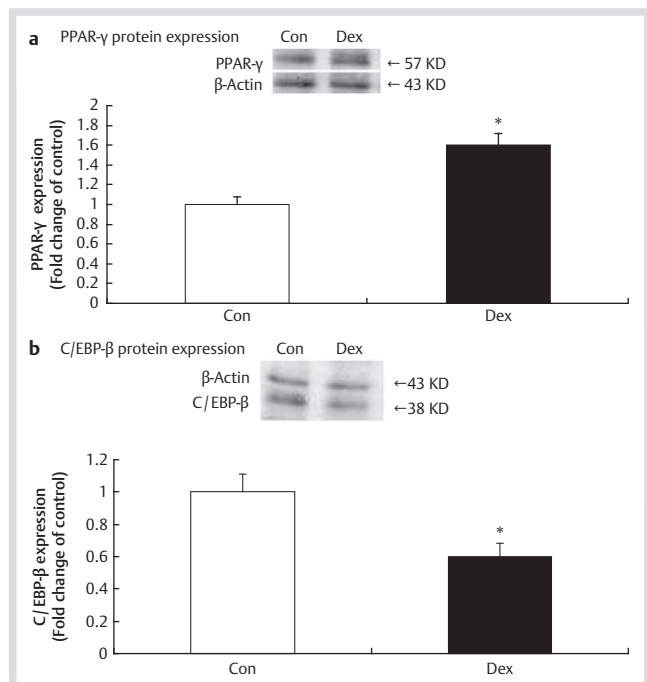 a PPAR-γ protein expression Con Dex
PPAR-γ ← 57 KD
β-Actin ← 43 KD
2
1.8
1.6
1.4
1.2
1
0.8
0.6
0.4
0.2
0
PPAR-γ expression
(Fold change of control)
*
Con Dex
b C/EBP-β protein expression Con Dex
β-Actin ←43 KD
C/EBP-β ←38 KD
1.2
1
0.8
0.6
0.4
0.2
0
C/EBP-β expression
(Fold change of control)
*
Con Dex